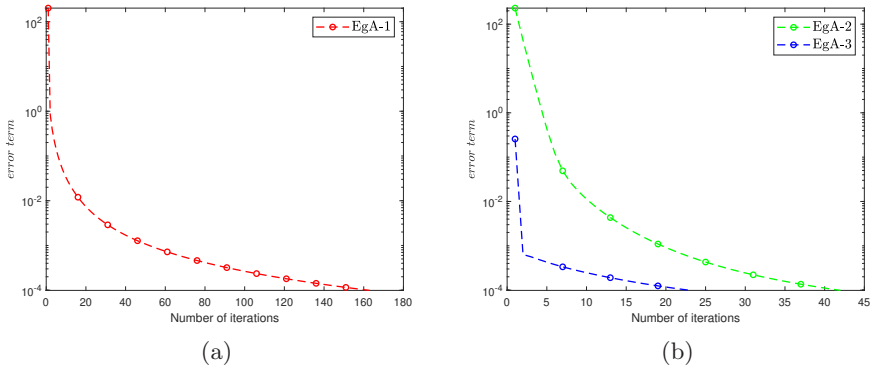 10^2
10^0
10^-2
10^-4
error term
0 20 40 60 80 100 120 140 160 180
Number of iterations
EgA-1
(a)
10^2
10^0
10^-2
10^-4
error term
0 5 10 15 20 25 30 35 40 45
Number of iterations
EgA-2
EgA-3
(b)